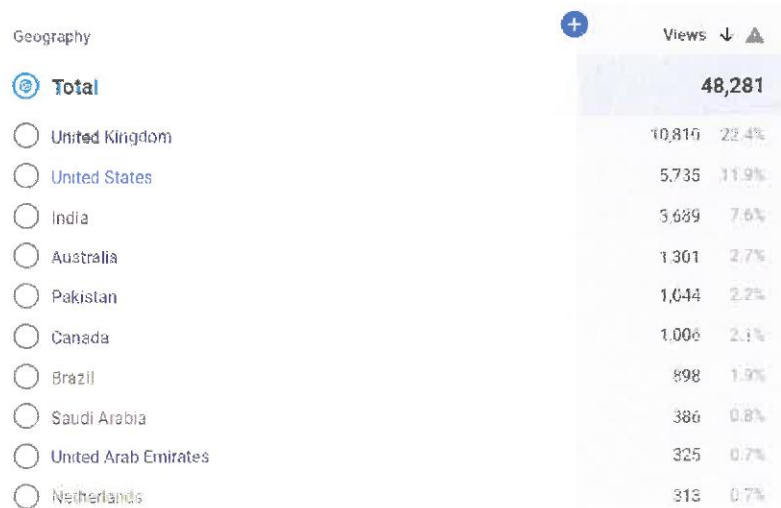 Geography Views
Total 48,281
United Kingdom 10,816 22.4%
United States 5,735 11.9%
India 3,689 7.6%
Australia 1,301 2.7%
Pakistan 1,044 2.2%
Canada 1,006 2.1%
Brazil 898 1.9%
Saudi Arabia 386 0.8%
United Arab Emirates 325 0.7%
Netherlands 313 0.7%